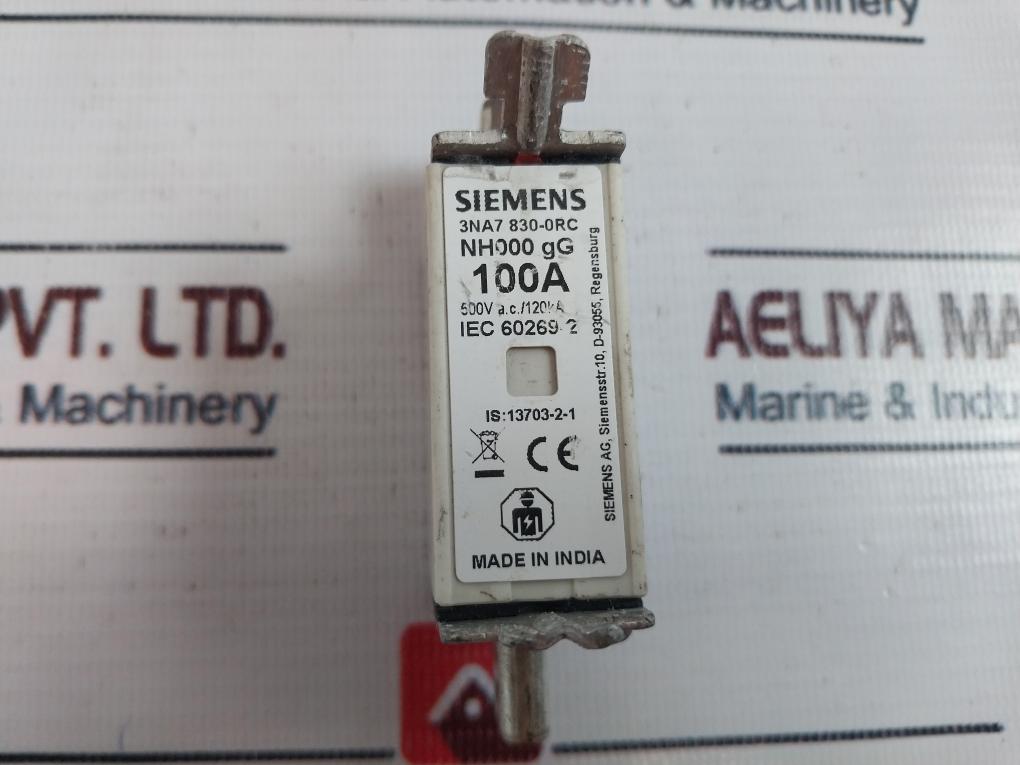 & Machinery
SIEMENS
3NA7 830-0RC
NH000 gG
100A
500V a.c./120kA
IEC 60269-2
IS:13703-2-1
CE
MADE IN INDIA
SIEMENS AG, Siemensstr.10, D-93055, Regensburg
PVT. LTD.
& Machinery
AELIYA MA
Marine & Indu